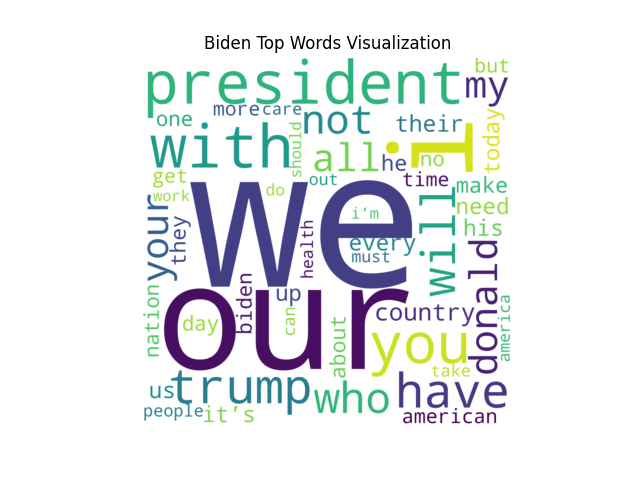 Biden Top Words Visualization
but
president
my
more
care
one
not
their
today
with
should
all
i
he
no
get
out
time
make
work
do
we
need
your
i’m
will
his
they
health
every
must
donald
biden
up
our
country
america
nation
day
can
about
you
take
us
trump
who
have
people
it’s
american